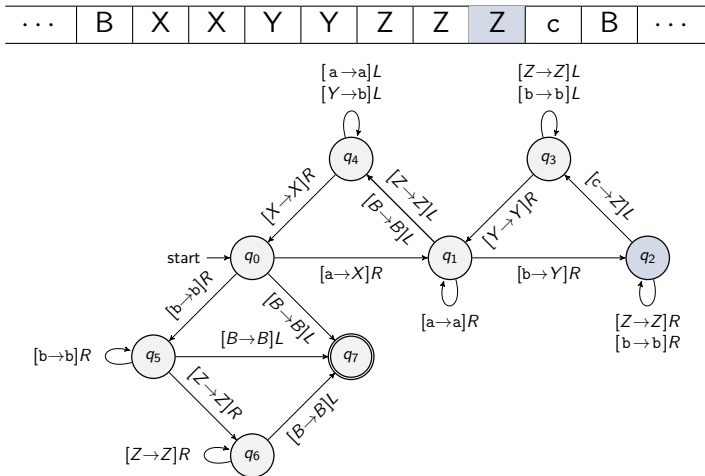 ··· B X X Y Y Z Z Z c B ···
[a→a]L
[Y→b]L
[Z→Z]L
[b→b]L
q4
q3
[X→X]R
[Z→Z]L
[B→B]L
[Y→Y]R
[c→Z]L
start
q0
[a→X]R
q1
[b→Y]R
q2
[b→b]R
[B→B]L
[a→a]R
[Z→Z]R
[b→b]R
[b→b]R
q5
[B→B]L
q7
[Z→Z]R
[B→B]L
[Z→Z]R
q6